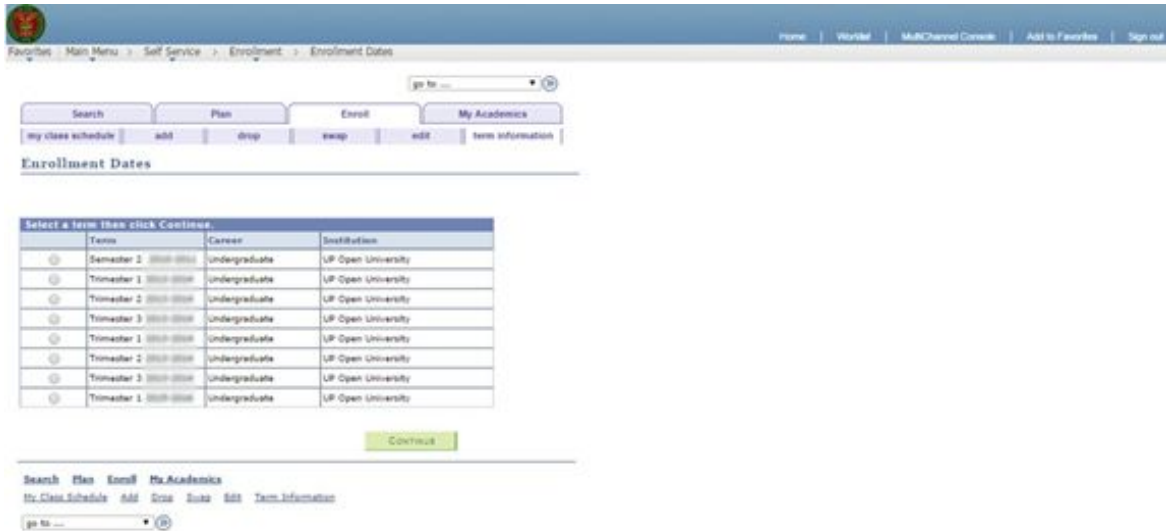 Home | Worklist | MultiChannel Console | Add to Favorites | Sign out
Favorites | Main Menu > Self Service > Enrollment > Enrollment Dates
go to ....
Search Plan Enroll My Academics
my class schedule | add | drop | swap | edit | term information
Enrollment Dates
Select a term then click Continue.
Term Career Institution
Semester 2 Undergraduate UP Open University
Trimester 1 Undergraduate UP Open University
Trimester 2 Undergraduate UP Open University
Trimester 3 Undergraduate UP Open University
Trimester 1 Undergraduate UP Open University
Trimester 2 Undergraduate UP Open University
Trimester 3 Undergraduate UP Open University
Trimester 1 Undergraduate UP Open University
CONTINUE
Search Plan Enroll My Academics
My Class Schedule Add Drop Swap Edit Term Information
go to ....